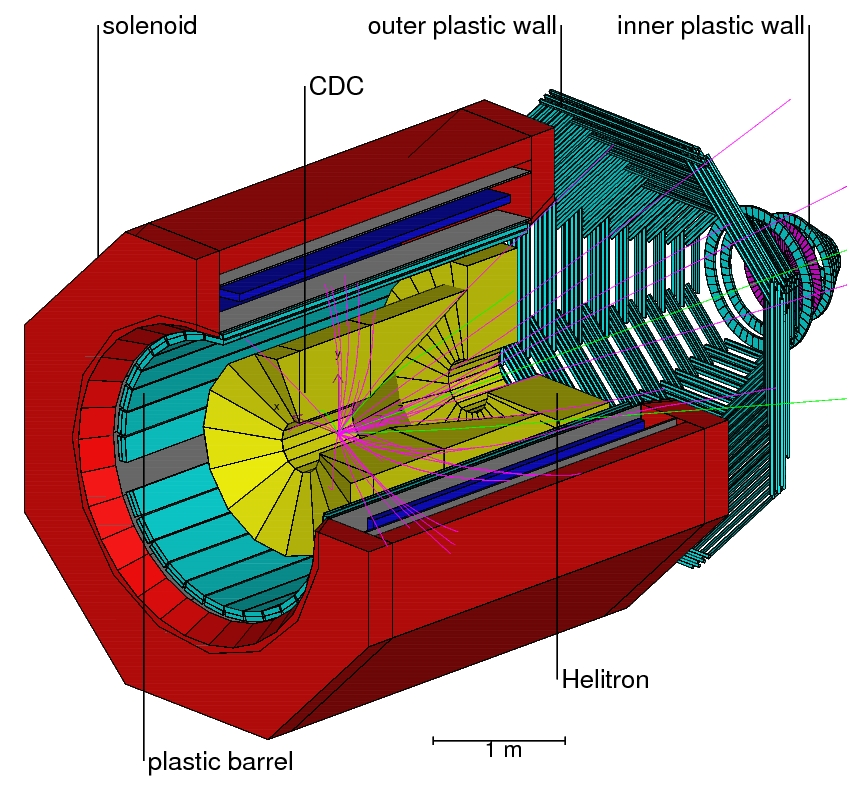 solenoid
outer plastic wall
inner plastic wall
CDC
y
x
Helitron
1 m
plastic barrel